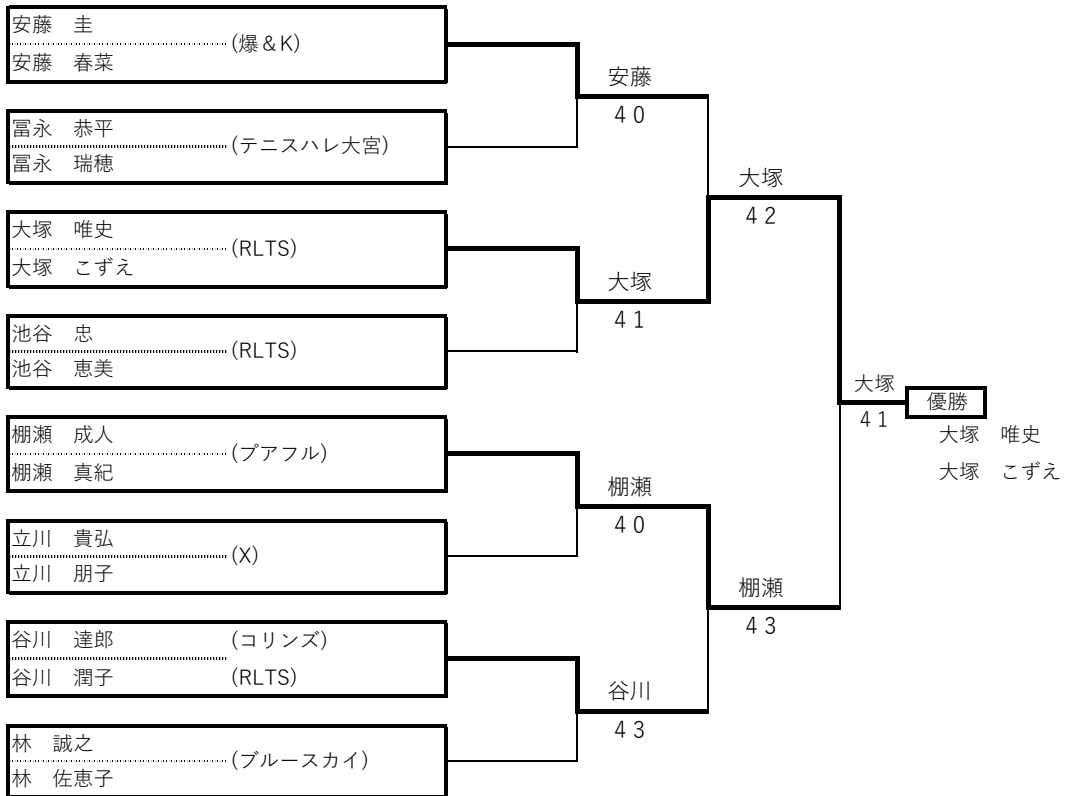 安藤　圭
(爆＆K)
安藤　春菜
冨永　恭平
(テニスハレ大宮)
冨永　瑞穂
大塚　唯史
(RLTS)
大塚　こずえ
池谷　忠
(RLTS)
池谷　恵美
棚瀬　成人
(プアフル)
棚瀬　真紀
立川　貴弘
(X)
立川　朋子
谷川　達郎　(コリンズ)
谷川　潤子　(RLTS)
林　誠之
(ブルースカイ)
林　佐恵子
安藤
４０
大塚
４１
棚瀬
４０
谷川
４３
大塚
４２
棚瀬
４３
大塚
４１
優勝
大塚　唯史
大塚　こずえ